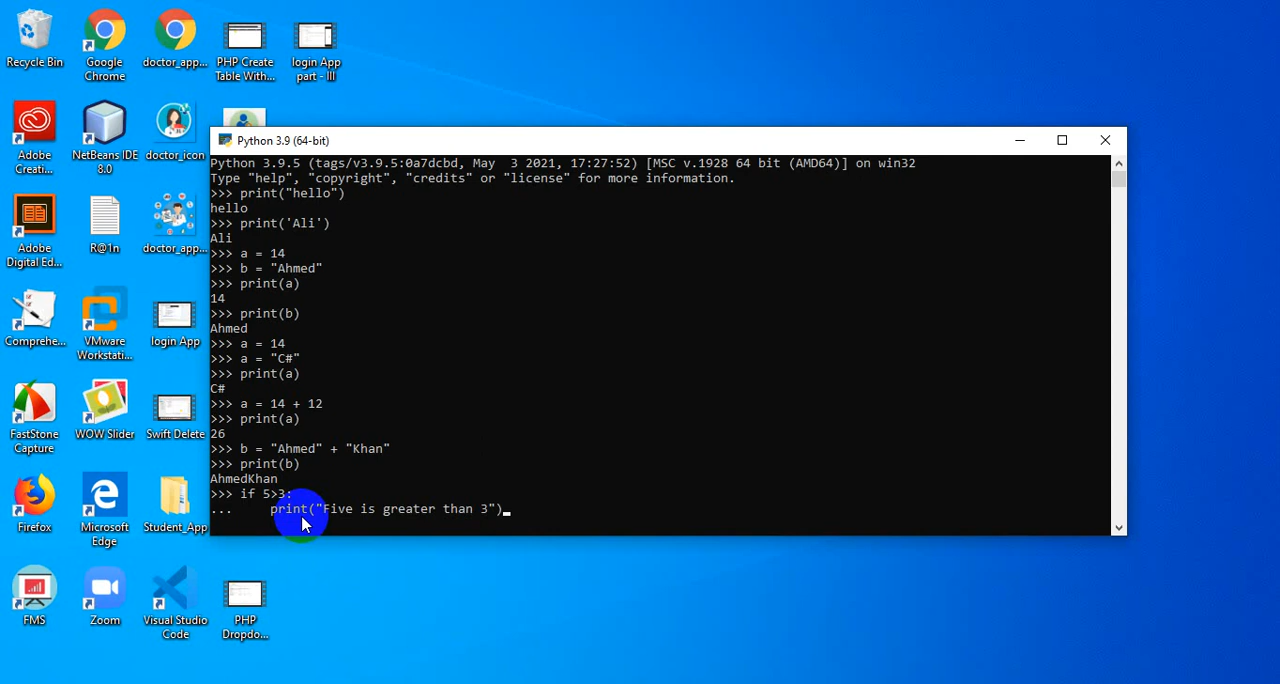 Recycle Bin
Google
Chrome
doctor_app...
PHP Create
Table With...
login App
part - III
Adobe
Creati...
NetBeans IDE
8.0
doctor_icon
Adobe
Digital Ed...
R@1n
doctor_app...
Comprehe...
VMware
Workstati...
login App
FastStone
Capture
WOW Slider
Swift Delete
Firefox
Microsoft
Edge
Student_App
FMS
Zoom
Visual Studio
Code
PHP
Dropdo...
Python 3.9 (64-bit)
Python 3.9.5 (tags/v3.9.5:0a7dcbd, May  3 2021, 17:27:52) [MSC v.1928 64 bit (AMD64)] on win32
Type "help", "copyright", "credits" or "license" for more information.
>>> print("hello")
hello
>>> print('Ali')
Ali
>>> a = 14
>>> b = "Ahmed"
>>> print(a)
14
>>> print(b)
Ahmed
>>> a = 14
>>> a = "C#"
>>> print(a)
C#
>>> a = 14 + 12
>>> print(a)
26
>>> b = "Ahmed" + "Khan"
>>> print(b)
AhmedKhan
>>> if 5>3:
...     print("Five is greater than 3")